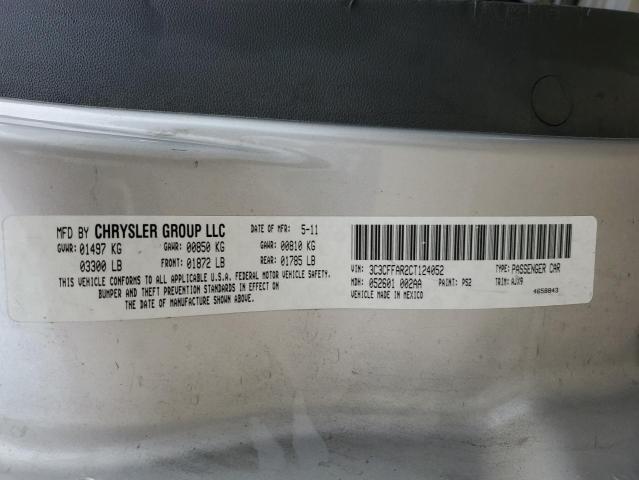 MFD BY CHRYSLER GROUP LLC DATE OF MFR: 5-11
GVWR: 01497 KG GAWR: 00850 KG GAWR: 00810 KG
03300 LB FRONT: 01872 LB REAR: 01785 LB
THIS VEHICLE CONFORMS TO ALL APPLICABLE U.S.A. FEDERAL MOTOR VEHICLE SAFETY,
BUMPER AND THEFT PREVENTION STANDARDS IN EFFECT ON
THE DATE OF MANUFACTURE SHOWN ABOVE.
VIN: 3C3CFFAR2CT124052 TYPE: PASSENGER CAR
MDH: 052601 002AA PAINT: PS2 TRIM: AJX9
VEHICLE MADE IN MEXICO 4658843